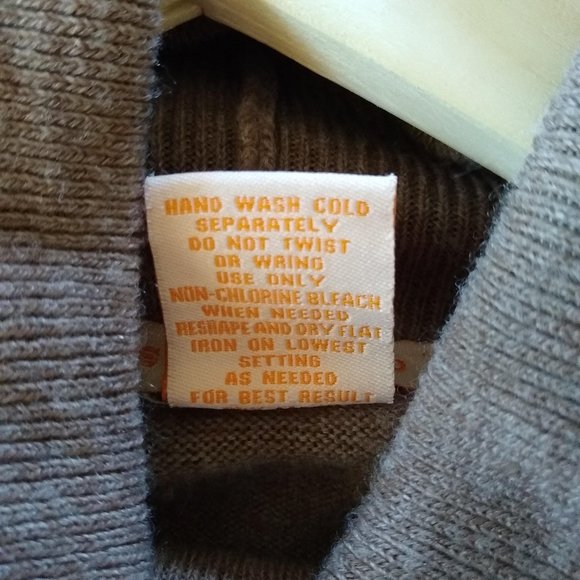 HAND WASH COLD
SEPARATELY
DO NOT TWIST
OR WRING
USE ONLY
NON-CHLORINE BLEACH
WHEN NEEDED
RESHAPE AND DRY FLAT
IRON ON LOWEST
SETTING
AS NEEDED
FOR BEST RESULT